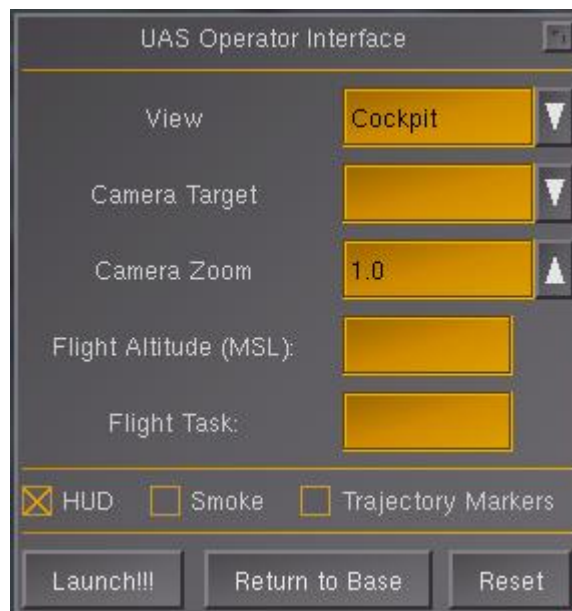 UAS Operator Interface
View Cockpit
Camera Target
Camera Zoom 1.0
Flight Altitude (MSL):
Flight Task:
HUD Smoke Trajectory Markers
Launch!!! Return to Base Reset